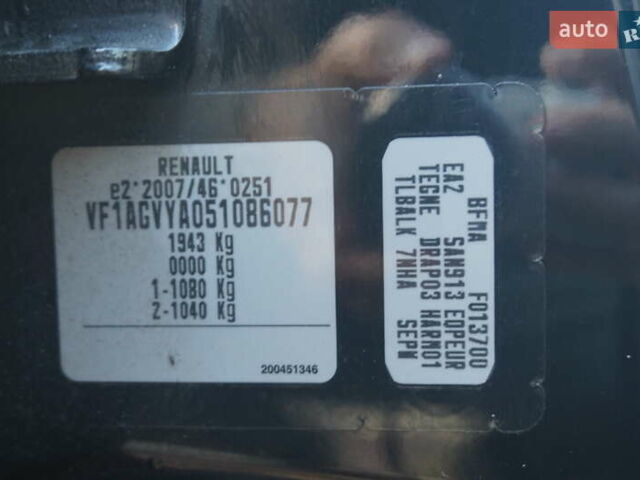 auto
R
RENAULT
e2*2007/46*0251
VF1AGVYA051086077
1943 Kg
0000 Kg
1-1080 Kg
2-1040 Kg
200451346
BFMA F013700
EA2 SAN913 EQPEUR
TEGNE DRAP03 HARM01
TLBALK 7NHA SEPW